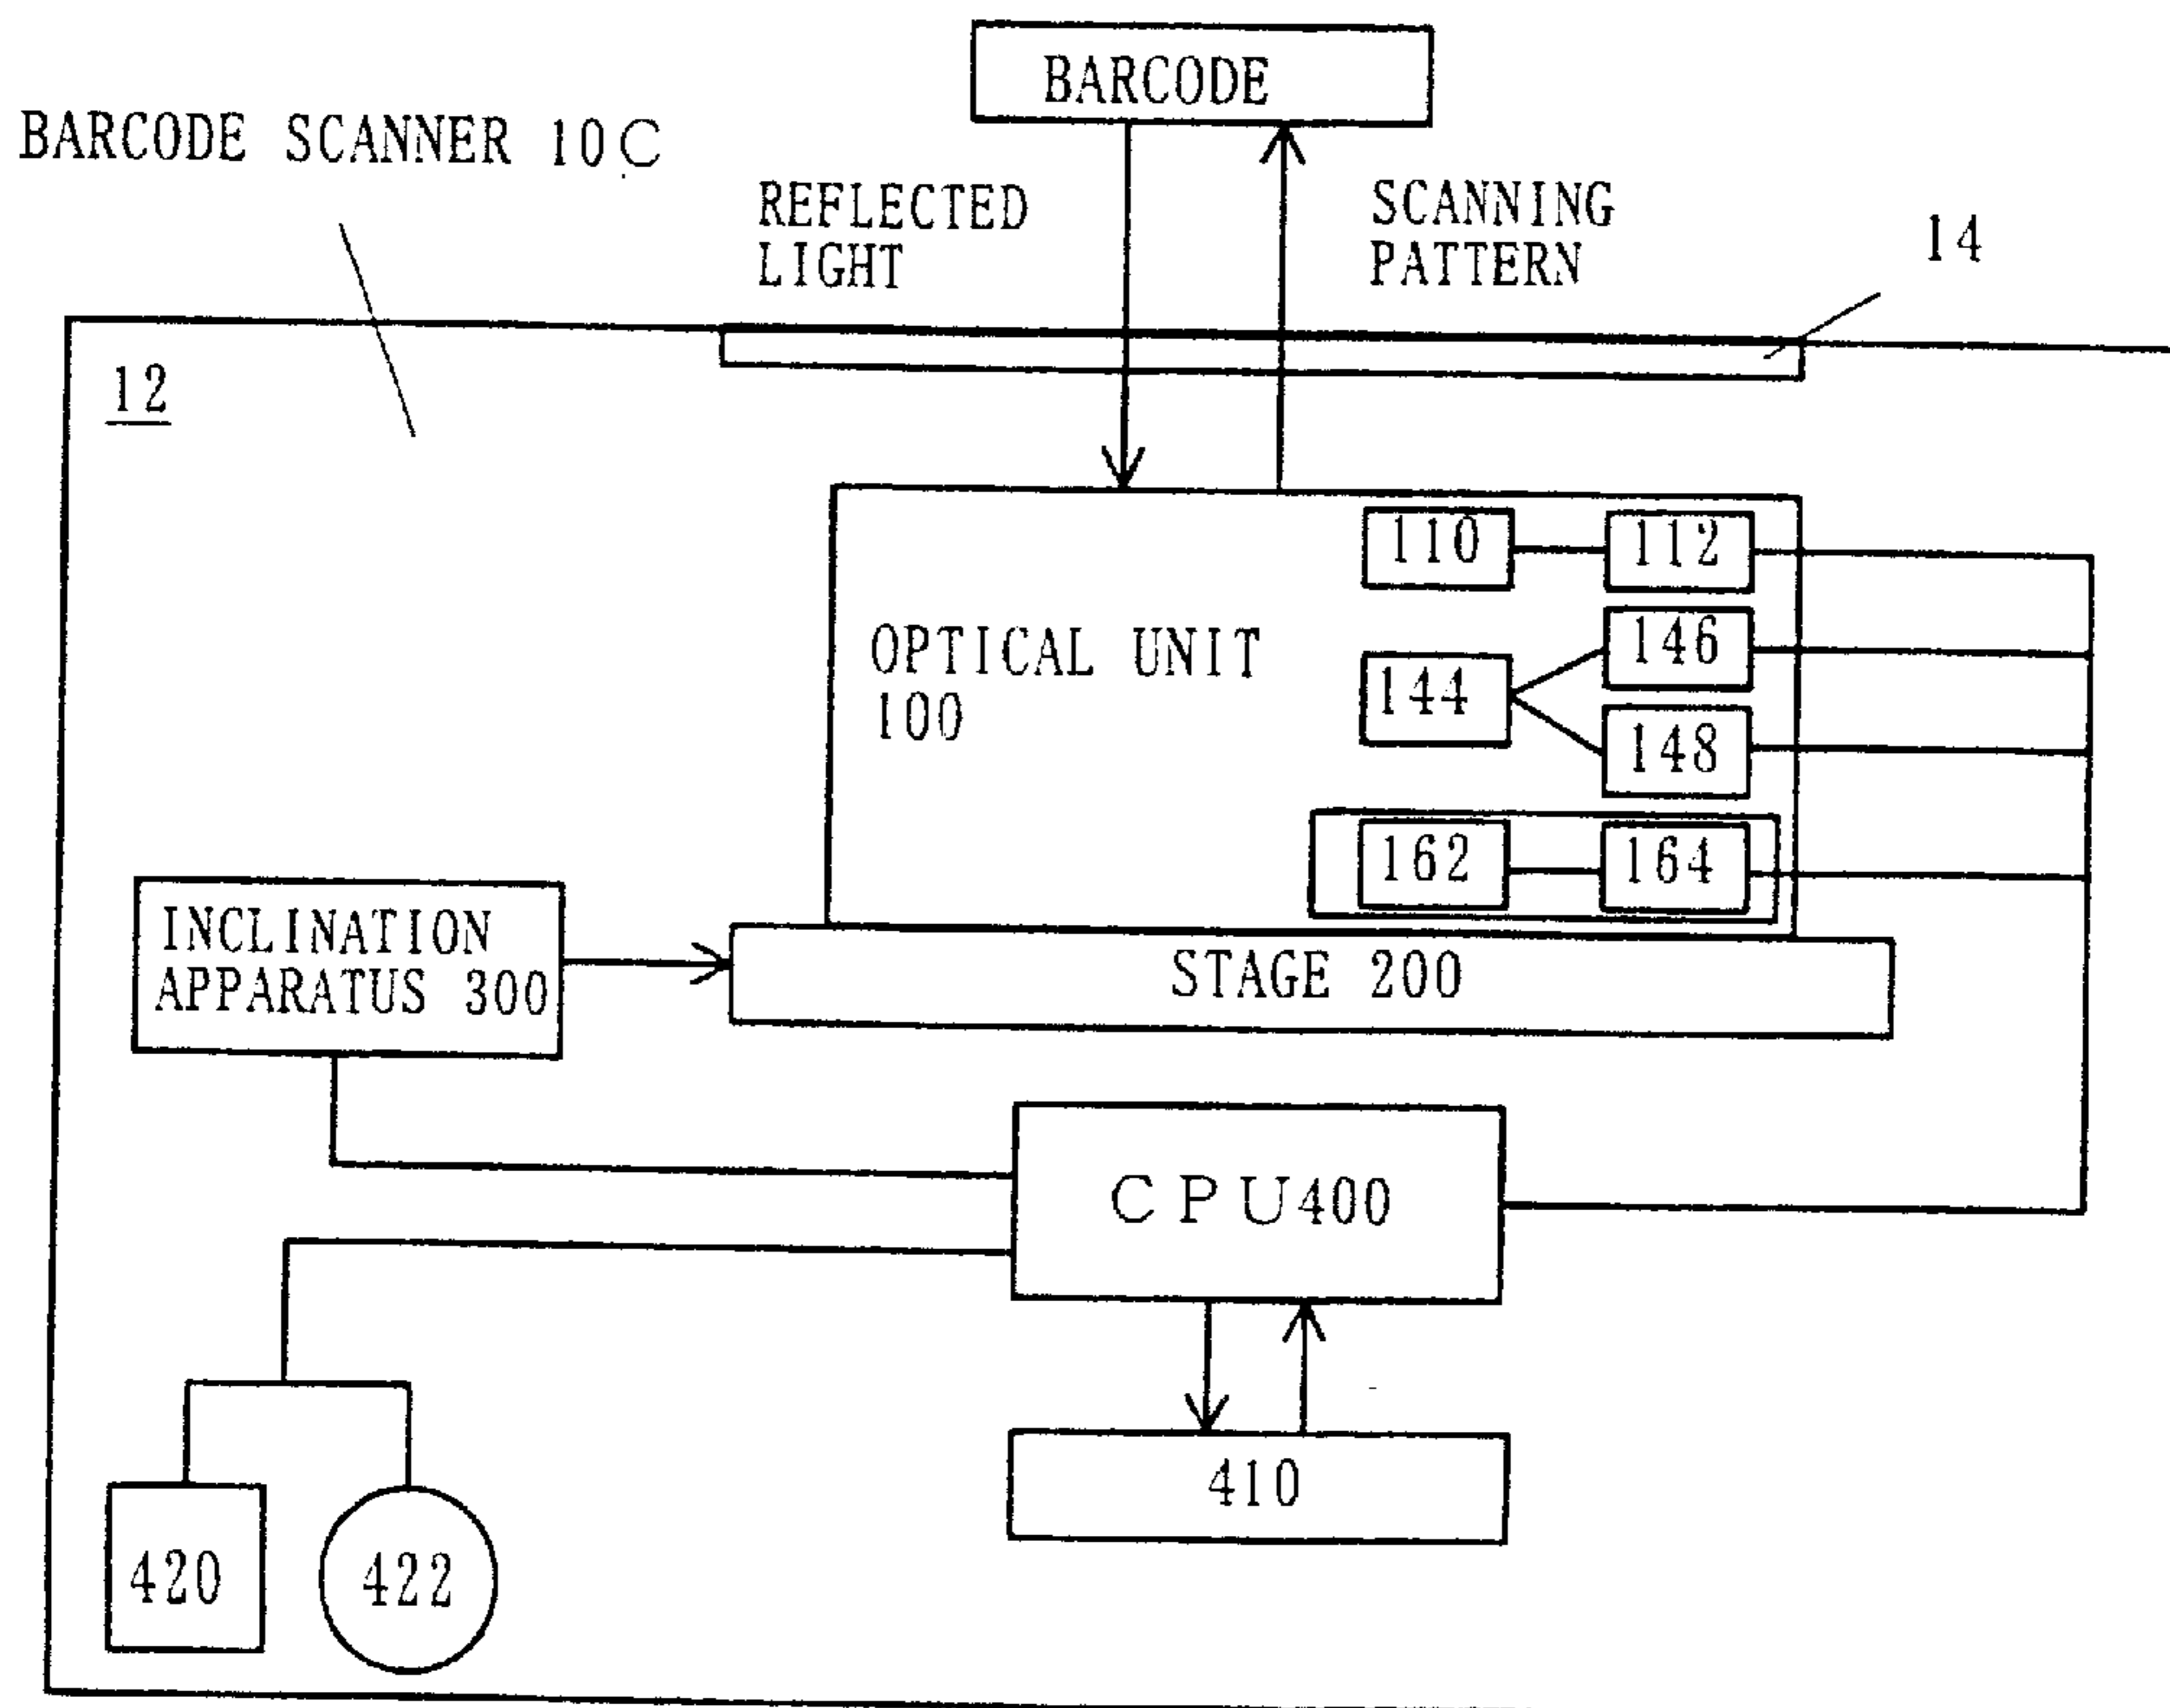 BARCODE
BARCODE SCANNER 10C
REFLECTED
LIGHT
SCANNING
PATTERN
14
12
110
112
OPTICAL UNIT
100
144
146
148
162
164
INCLINATION
APPARATUS 300
STAGE 200
CPU400
410
420
422